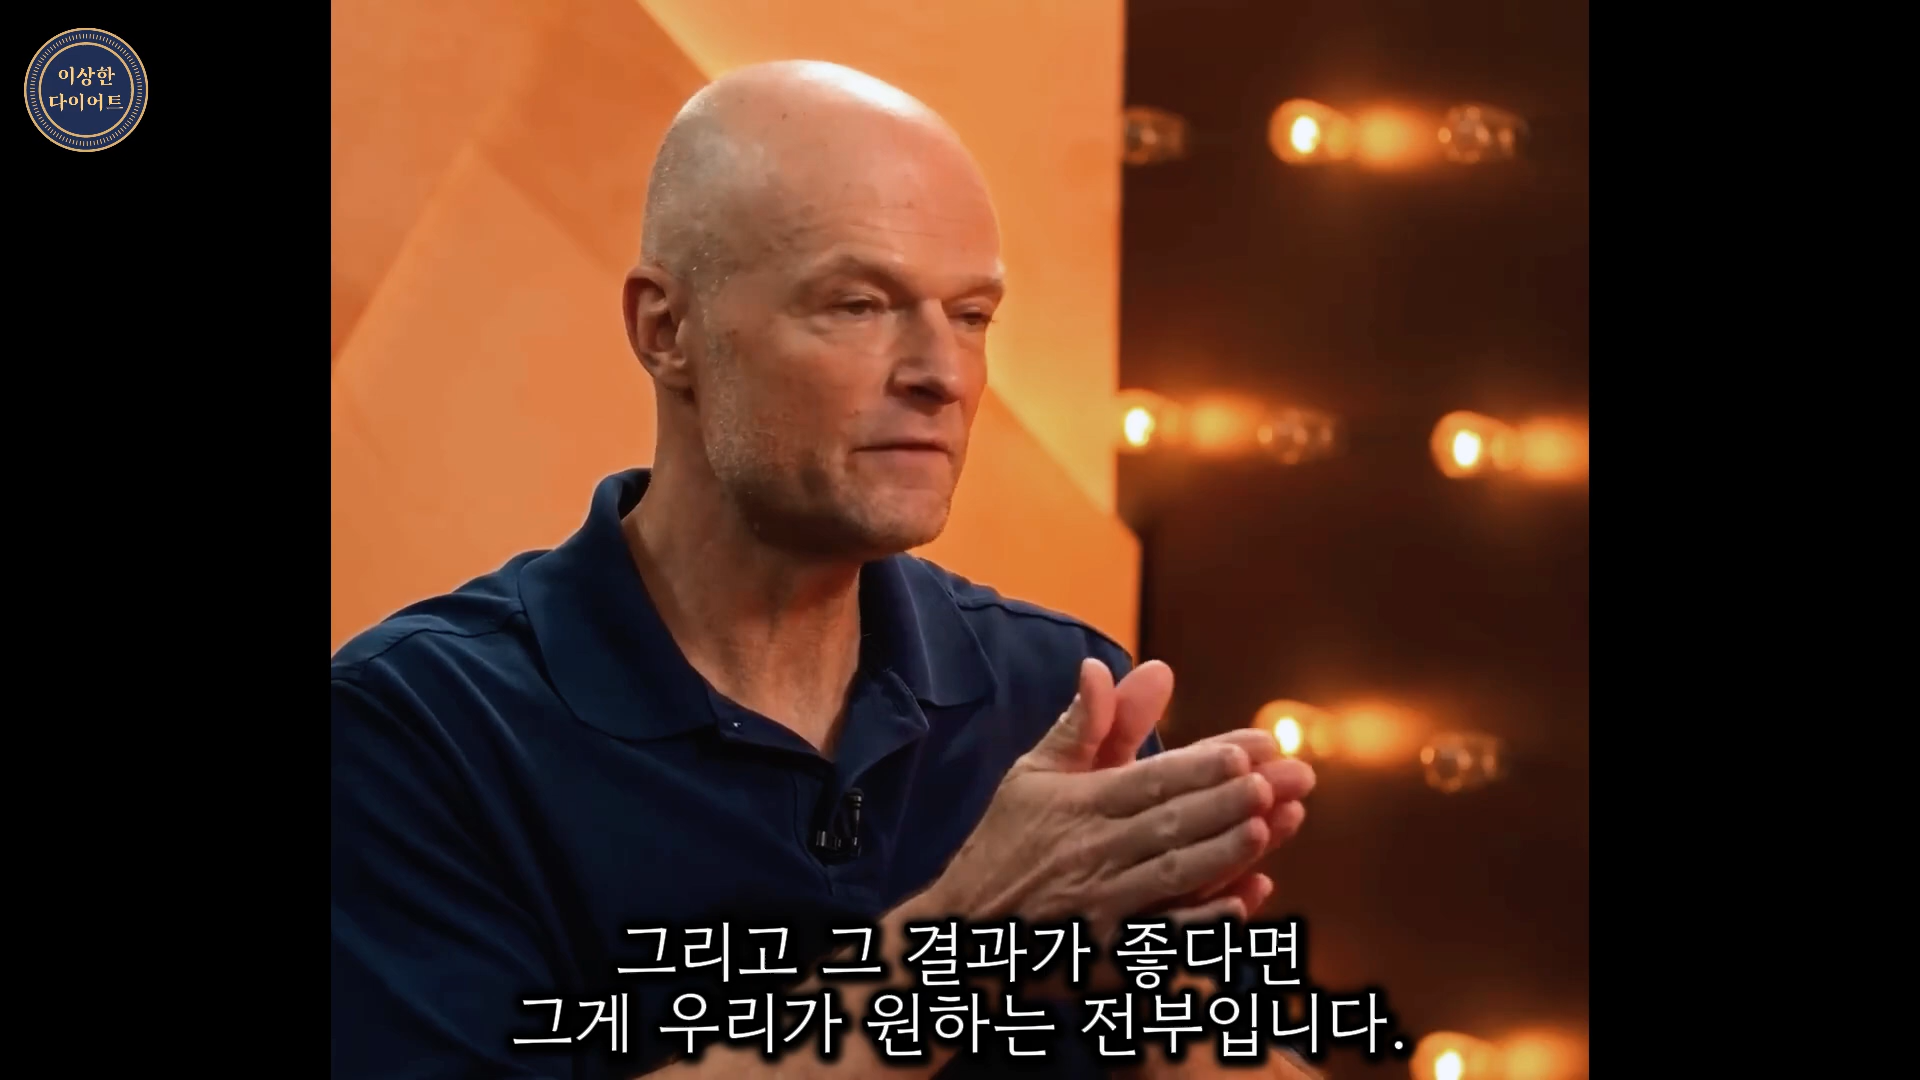 이상한
다이어트
그리고 그 결과가 좋다면
그게 우리가 원하는 전부입니다.